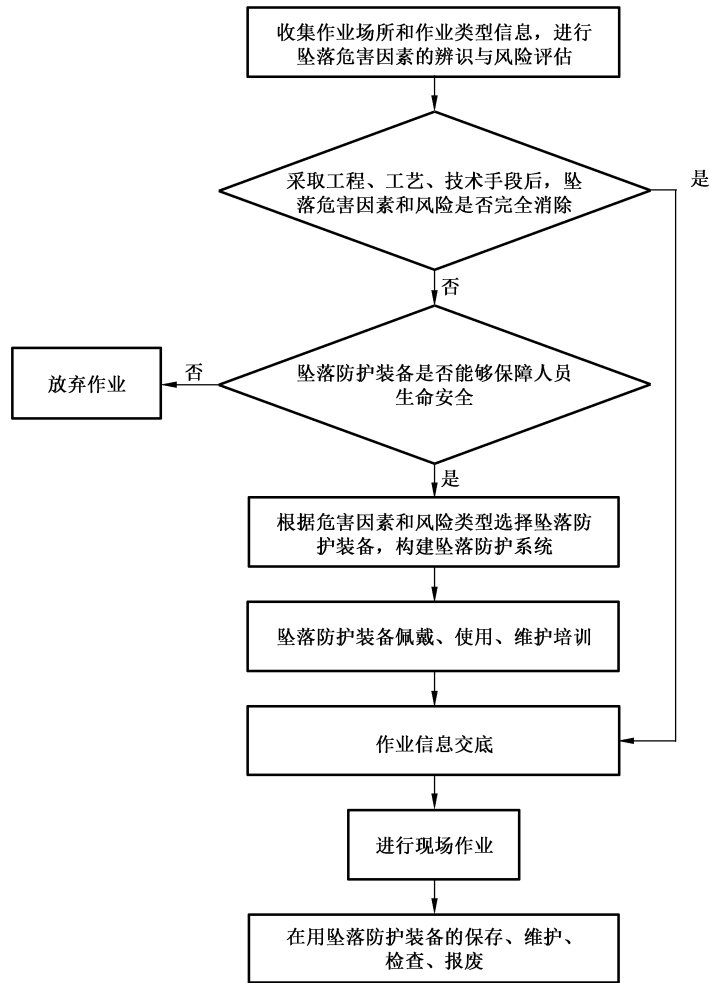 收集作业场所和作业类型信息，进行
坠落危害因素的辨识与风险评估
采取工程、工艺、技术手段后，坠
落危害因素和风险是否完全消除
是
否
坠落防护装备是否能够保障人员
生命安全
否
放弃作业
是
根据危害因素和风险类型选择坠落防
护装备，构建坠落防护系统
坠落防护装备佩戴、使用、维护培训
作业信息交底
进行现场作业
在用坠落防护装备的保存、维护、
检查、报废